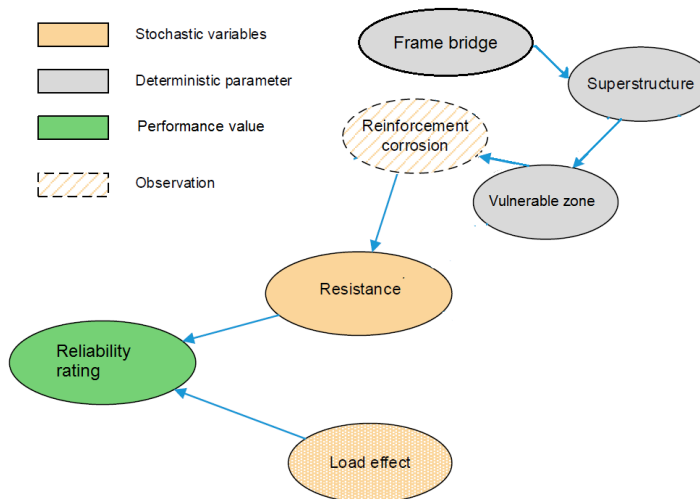 Stochastic variables
Deterministic parameter
Performance value
Observation
Frame bridge
Superstructure
Reinforcement
corrosion
Vulnerable zone
Resistance
Reliability
rating
Load effect